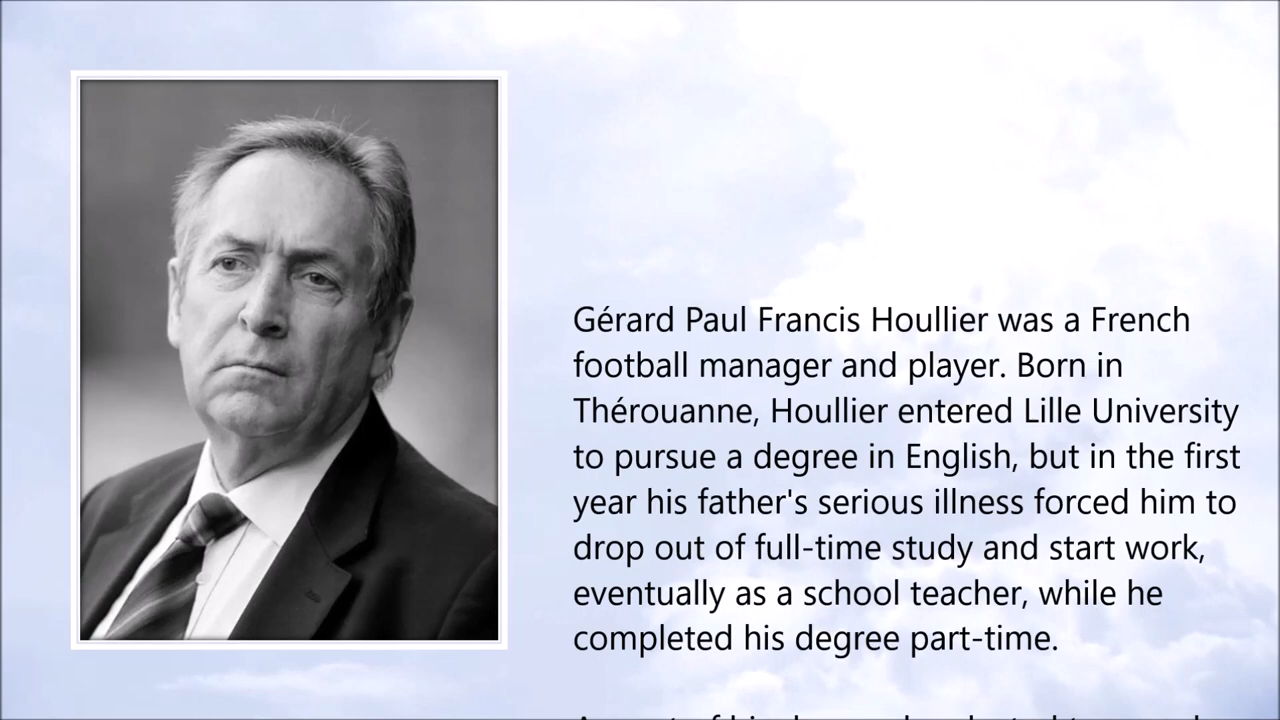 Gérard Paul Francis Houllier was a French
football manager and player. Born in
Thérouanne, Houllier entered Lille University
to pursue a degree in English, but in the first
year his father's serious illness forced him to
drop out of full-time study and start work,
eventually as a school teacher, while he
completed his degree part-time.